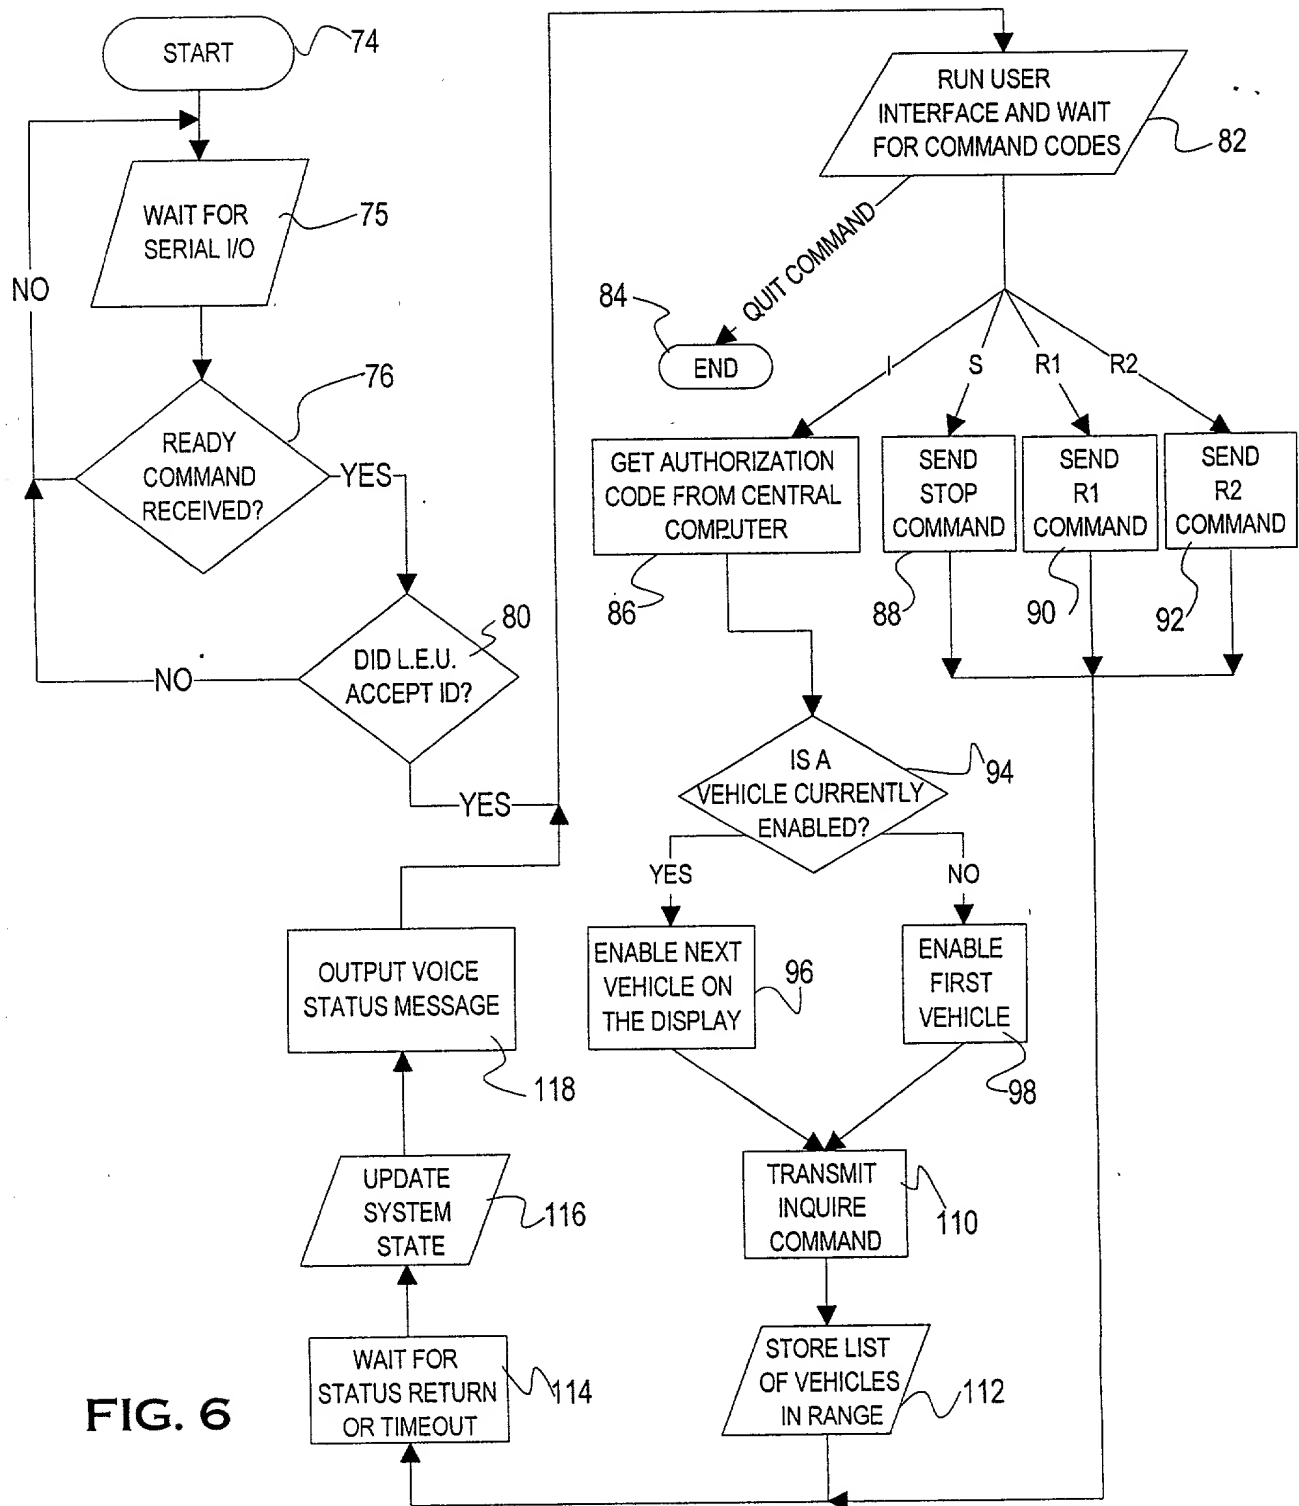 START
74
WAIT FOR
SERIAL I/O
75
NO
READY
COMMAND
RECEIVED?
76
YES
DID L.E.U.
ACCEPT ID?
80
NO
YES
RUN USER
INTERFACE AND WAIT
FOR COMMAND CODES
82
QUIT COMMAND
84
END
I
S
R1
R2
GET AUTHORIZATION
CODE FROM CENTRAL
COMPUTER
86
SEND
STOP
COMMAND
88
SEND
R1
COMMAND
90
SEND
R2
COMMAND
92
IS A
VEHICLE CURRENTLY
ENABLED?
94
YES
NO
ENABLE NEXT
VEHICLE ON
THE DISPLAY
96
ENABLE
FIRST
VEHICLE
98
TRANSMIT
INQUIRE
COMMAND
110
STORE LIST
OF VEHICLES
IN RANGE
112
WAIT FOR
STATUS RETURN
OR TIMEOUT
114
UPDATE
SYSTEM
STATE
116
OUTPUT VOICE
STATUS MESSAGE
118
FIG. 6